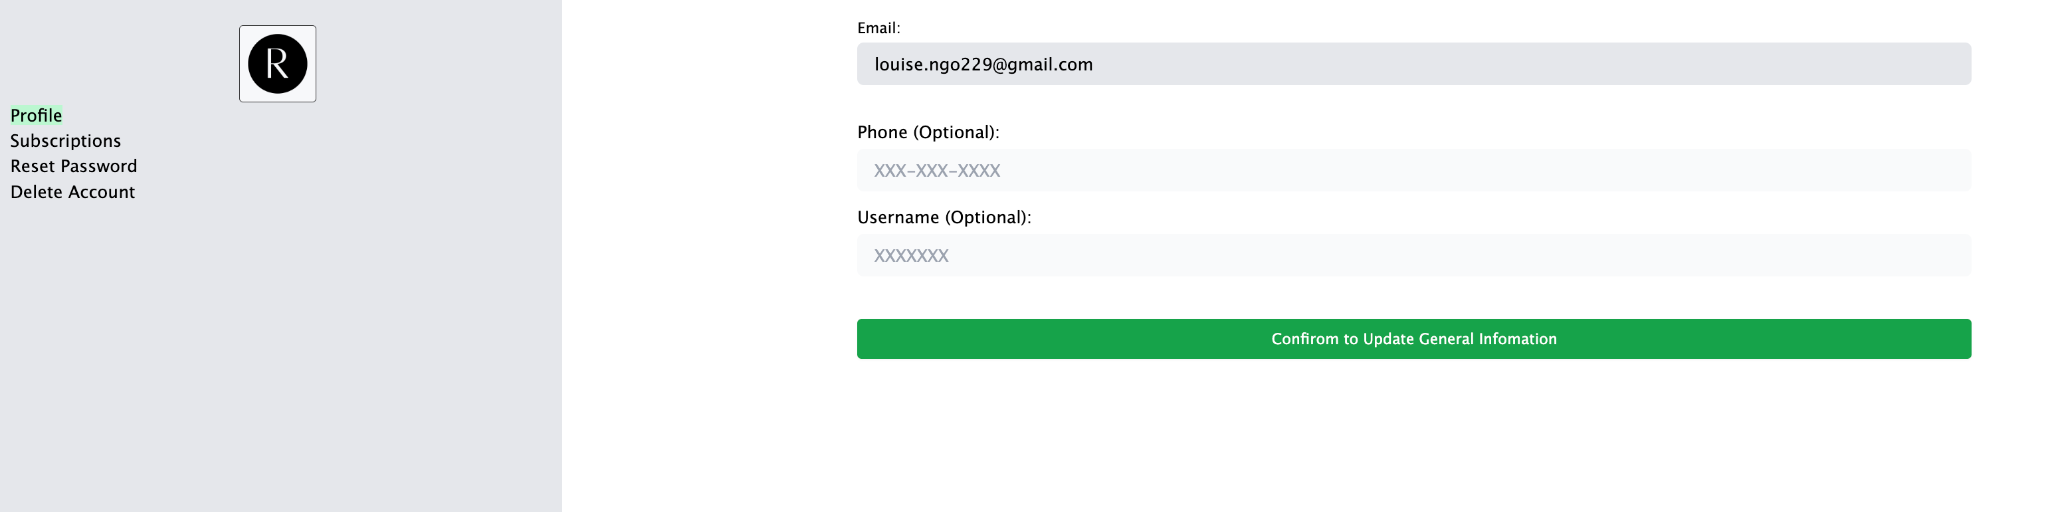 R
Profile
Subscriptions
Reset Password
Delete Account
Email:
louise.ngo229@gmail.com
Phone (Optional):
XXX-XXX-XXXX
Username (Optional):
XXXXXXX
Confirom to Update General Infomation